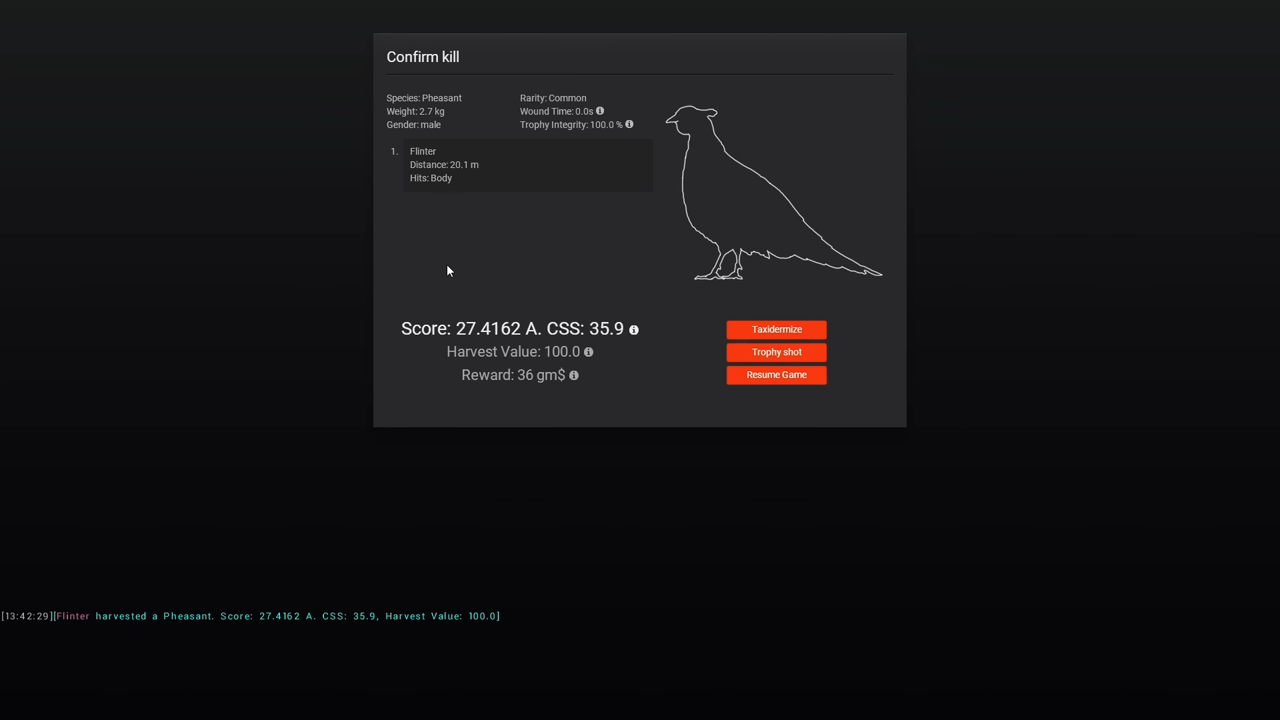 Confirm kill
Species: Pheasant
Rarity: Common
Weight: 2.7 kg
Wound Time: 0.0s
Gender: male
Trophy Integrity: 100.0 %
1. Flinter
Distance: 20.1 m
Hits: Body
Score: 27.4162 A. CSS: 35.9
Harvest Value: 100.0
Reward: 36 gm$
Taxidermize
Trophy shot
Resume Game
[13:42:29][Flinter harvested a Pheasant. Score: 27.4162 A. CSS: 35.9, Harvest Value: 100.0]